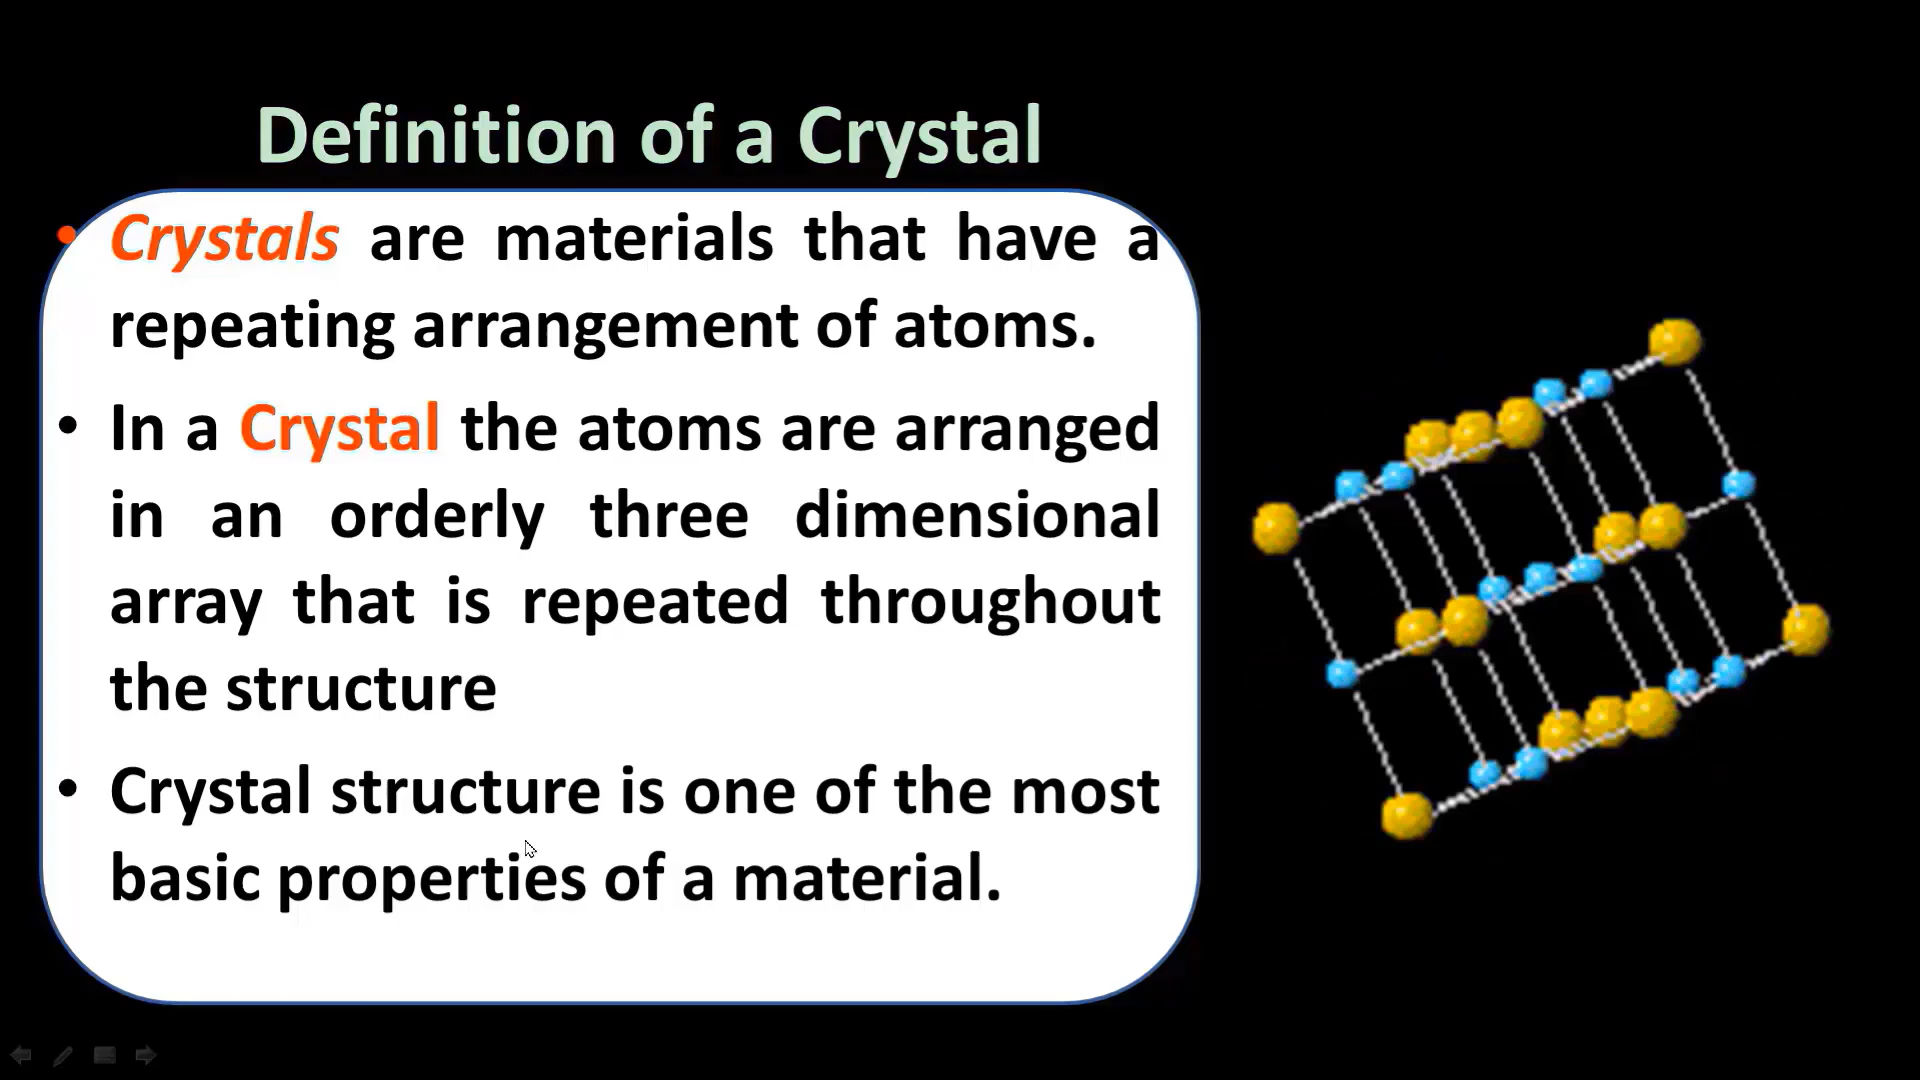 Definition of a Crystal
• Crystals are materials that have a
repeating arrangement of atoms.
• In a Crystal the atoms are arranged
in an orderly three dimensional
array that is repeated throughout
the structure
• Crystal structure is one of the most
basic properties of a material.